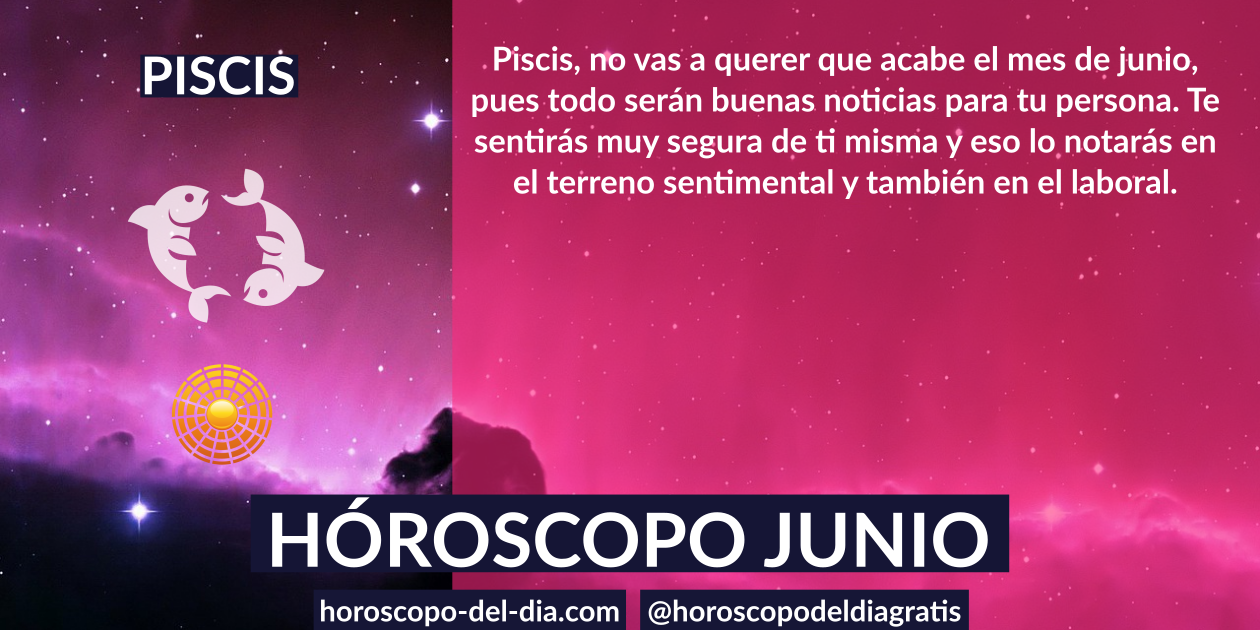 PISCIS
Piscis, no vas a querer que acabe el mes de junio,
pues todo serán buenas noticias para tu persona. Te
sentirás muy segura de ti misma y eso lo notarás en
el terreno sentimental y también en el laboral.
HÓROSCOPO JUNIO
horoscopo-del-dia.com
@horoscopodeldiagratis